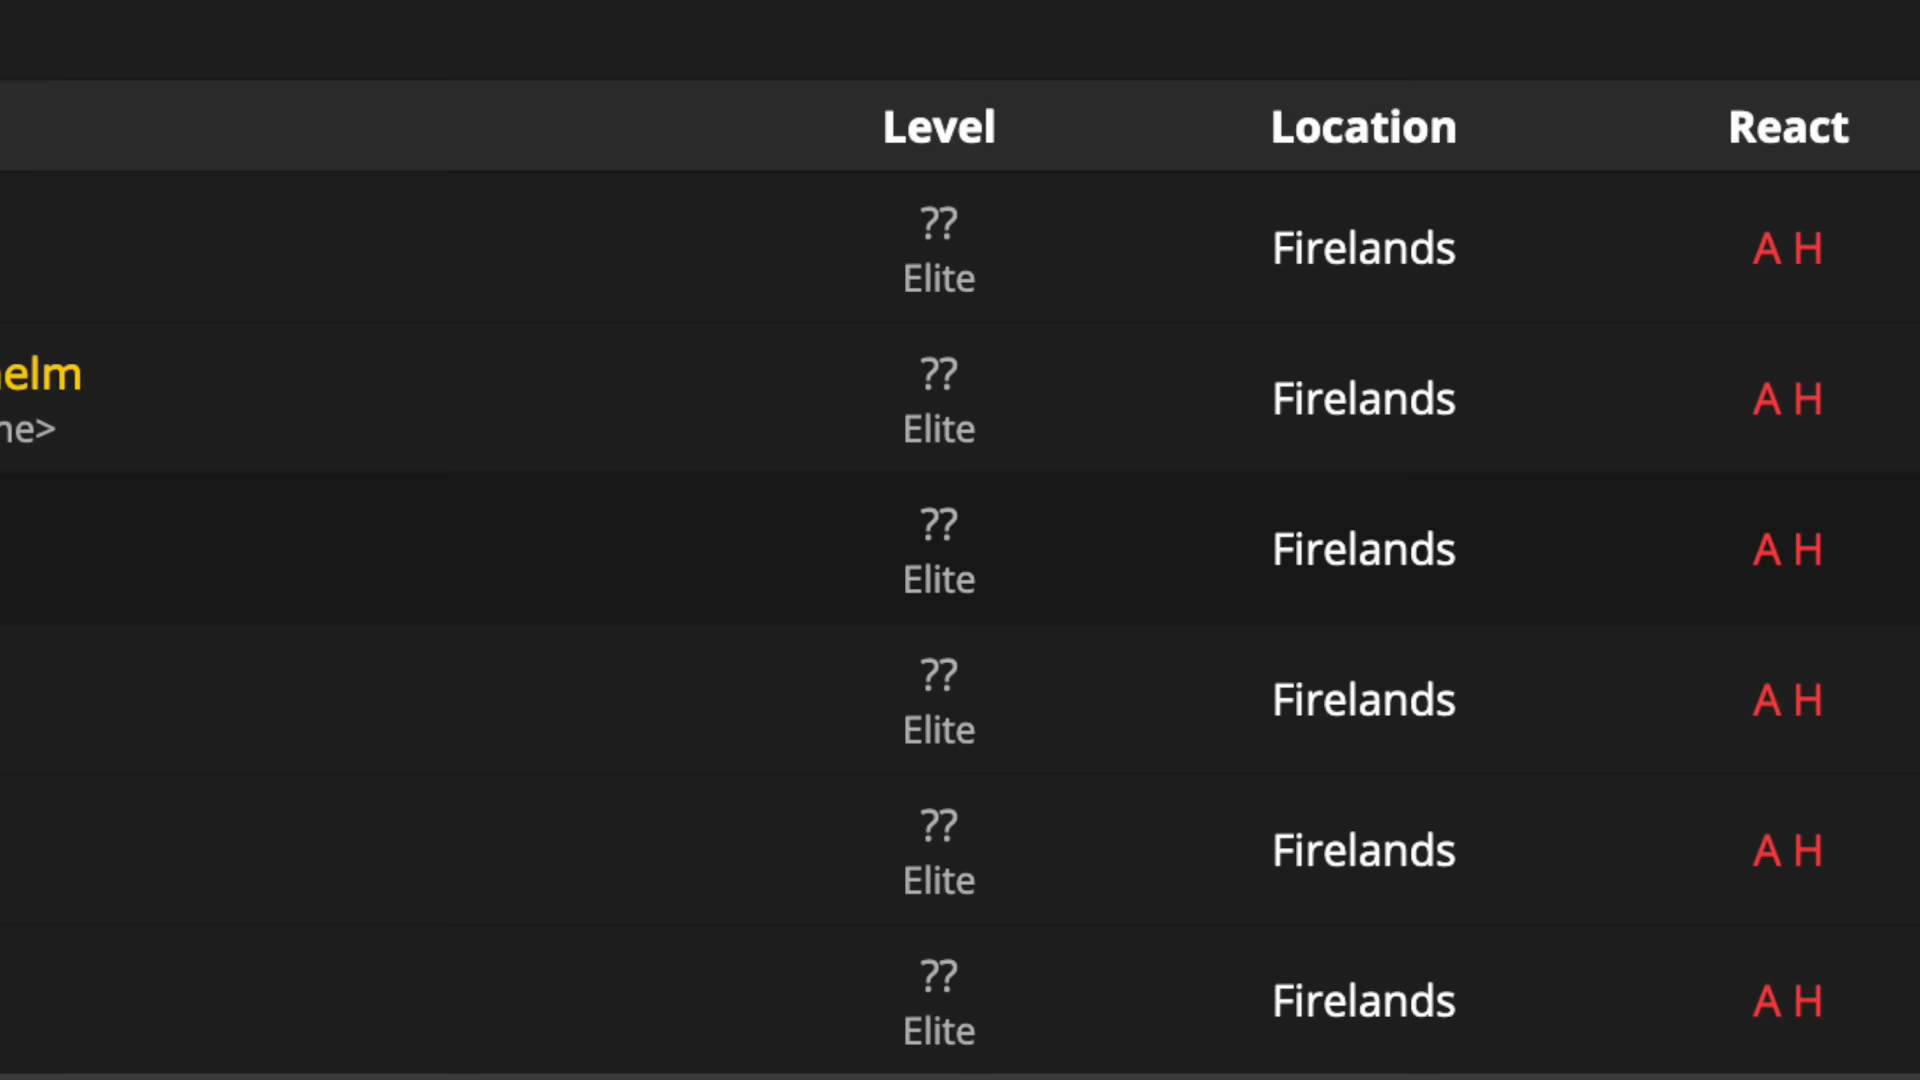 Level Location React
??
Elite
Firelands A H
elm
??
ne>
Elite
Firelands A H
??
Elite
Firelands A H
??
Elite
Firelands A H
??
Elite
Firelands A H
??
Elite
Firelands A H